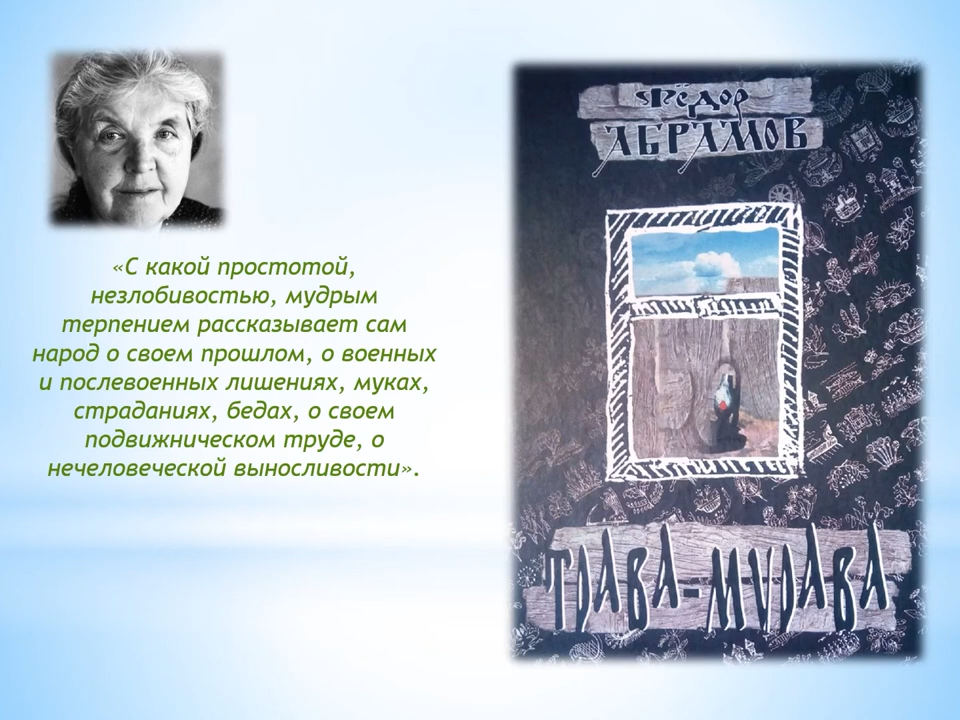 «С какой простотой,
незлобивостью, мудрым
терпением рассказывает сам
народ о своем прошлом, о военных
и послевоенных лишениях, муках,
страданиях, бедах, о своем
подвижническом труде, о
нечеловеческой выносливости».
Фёдор
АБРАМОВ
ТРАВА-МУРАВА